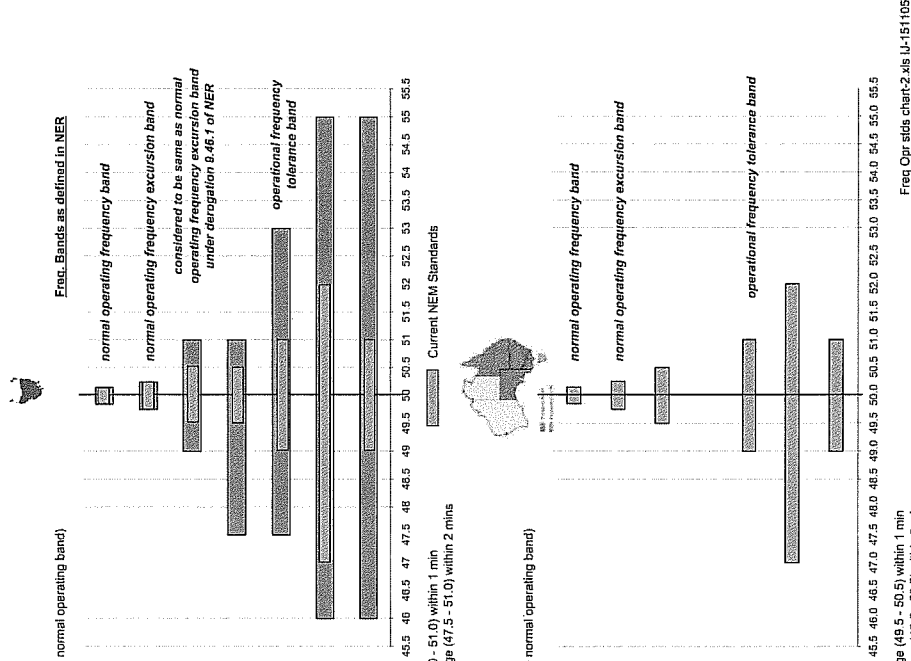 Freq. Bands as defined in NER
normal operating band)
normal operating frequency band
normal operating frequency excursion band
considered to be same as normal
operating frequency excursion band
under derogation 9.46.1 of NER
operational frequency
tolerance band
45.5 46 46.5 47 47.5 48 48.5 49 49.5 50 50.5 51 51.5 52 52.5 53 53.5 54 54.5 55 55.5
- 51.0) within 1 min
ge (47.5 - 51.0) within 2 mins
Current NEM Standards
normal operating band)
normal operating frequency band
normal operating frequency excursion band
operational frequency tolerance band
45.5 46.0 46.5 47.0 47.5 48.0 48.5 49.0 49.5 50.0 50.5 51.0 51.5 52.0 52.5 53.0 53.5 54.0 54.5 55.0 55.5
ge (49.5 - 50.5) within 1 min
Freq Opr stds chart-2.xls IJ-151105